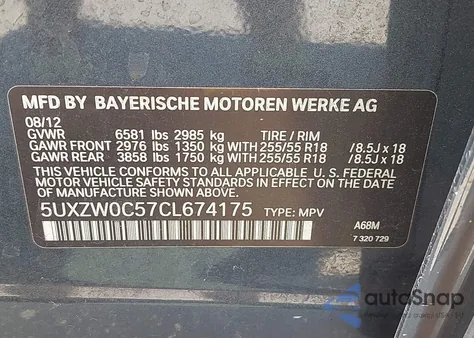 MFD BY BAYERISCHE MOTOREN WERKE AG
08/12
GVWR 6581 lbs 2985 kg TIRE / RIM
GAWR FRONT 2976 lbs 1350 kg WITH 255/55 R18 /8.5J x 18
GAWR REAR 3858 lbs 1750 kg WITH 255/55 R18 /8.5J x 18
THIS VEHICLE CONFORMS TO ALL APPLICABLE U. S. FEDERAL
MOTOR VEHICLE SAFETY STANDARDS IN EFFECT ON THE DATE OF
MANUFACTURE SHOWN ABOVE.
5UXZW0C57CL674175 TYPE: MPV
A68M
7 320 729
autoSnap